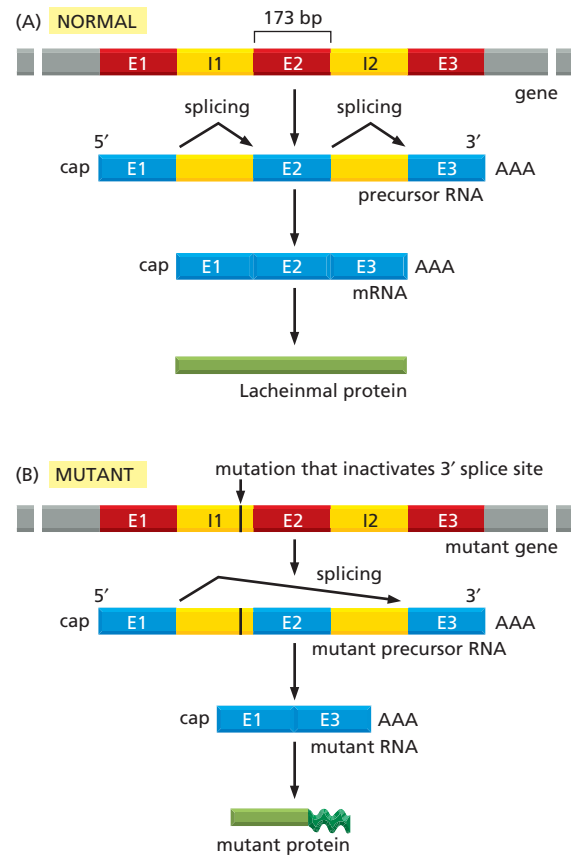 (A) NORMAL
173 bp
E1 I1 E2 I2 E3
gene
splicing splicing
5′ 3′
cap E1 E2 E3 AAA
precursor RNA
cap E1 E2 E3 AAA
mRNA
Lacheinmal protein
(B) MUTANT
mutation that inactivates 3′ splice site
E1 I1 E2 I2 E3
mutant gene
splicing
5′ 3′
cap E1 E2 E3 AAA
mutant precursor RNA
cap E1 E3 AAA
mutant RNA
mutant protein